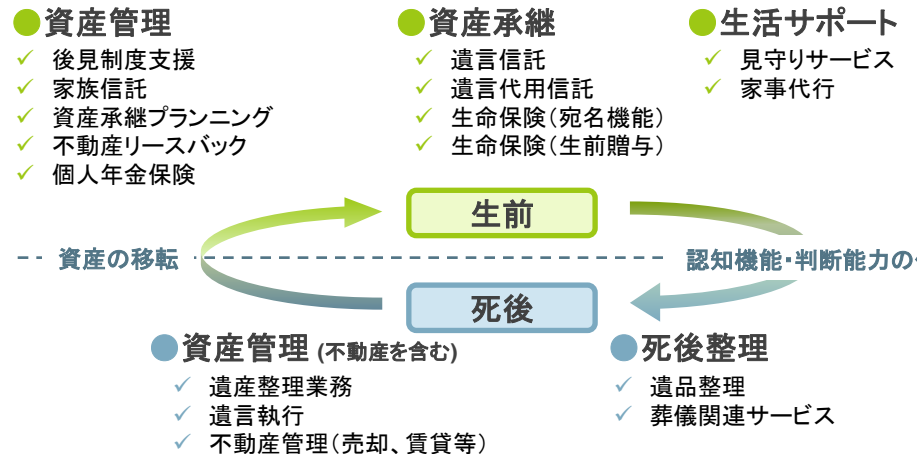 ●資産管理
✓ 後見制度支援
✓ 家族信託
✓ 資産承継プランニング
✓ 不動産リースバック
✓ 個人年金保険
●資産承継
✓ 遺言信託
✓ 遺言代用信託
✓ 生命保険（宛名機能）
✓ 生命保険（生前贈与）
●生活サポート
✓ 見守りサービス
✓ 家事代行
生前
資産の移転
認知機能・判断能力の
死後
●資産管理 (不動産を含む)
✓ 遺産整理業務
✓ 遺言執行
✓ 不動産管理（売却、賃貸等）
●死後整理
✓ 遺品整理
✓ 葬儀関連サービス